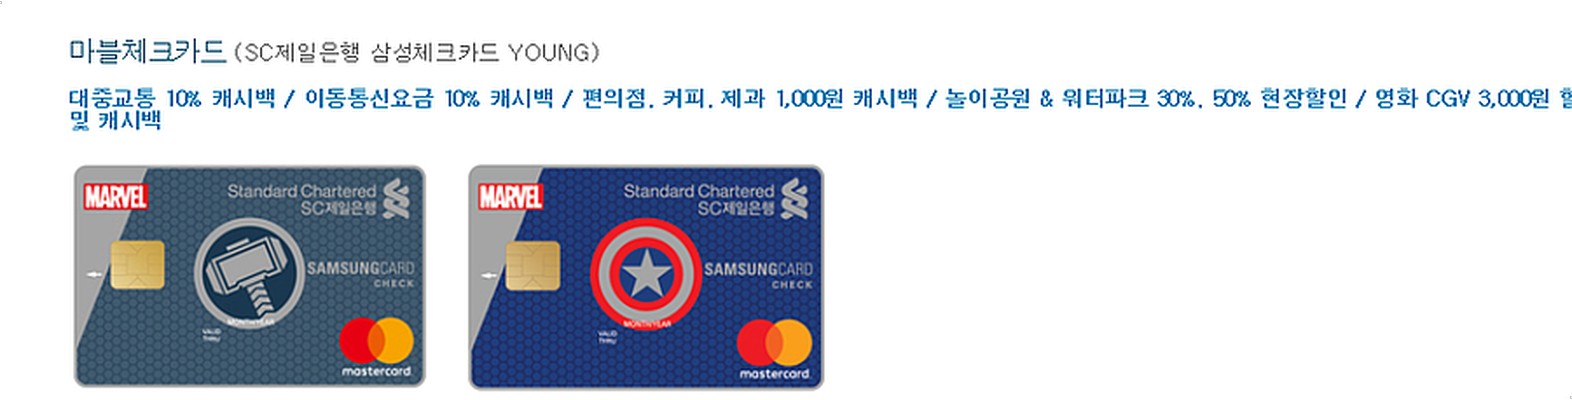 마블체크카드 (SC제일은행 삼성체크카드 YOUNG)
대중교통 10% 캐시백 / 이동통신요금 10% 캐시백 / 편의점, 커피, 제과 1,000원 캐시백 / 놀이공원 & 워터파크 30%, 50% 현장할인 / 영화 CGV 3,000원
및 캐시백
MARVEL
Standard Chartered
SC제일은행
SAMSUNGCARD
CHECK
MONTH/YEAR
VALID
THRU
mastercard
MARVEL
Standard Chartered
SC제일은행
SAMSUNGCARD
CHECK
MONTH/YEAR
VALID
THRU
mastercard